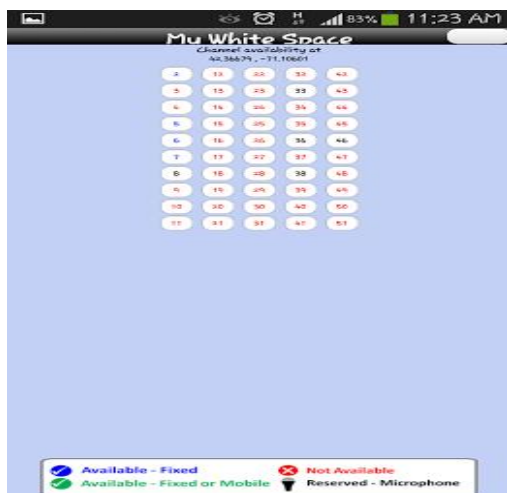 83% 11:23 AM
My White Space
Channel availability at
42.36679 , -71.10601
2 12 22 32 42
3 13 23 33 43
4 14 24 34 44
5 15 25 35 45
6 16 26 36 46
7 17 27 37 47
8 18 28 38 48
9 19 29 39 49
10 20 30 40 50
11 21 31 41 51
Available - Fixed Not Available
Available - Fixed or Mobile Reserved - Microphone